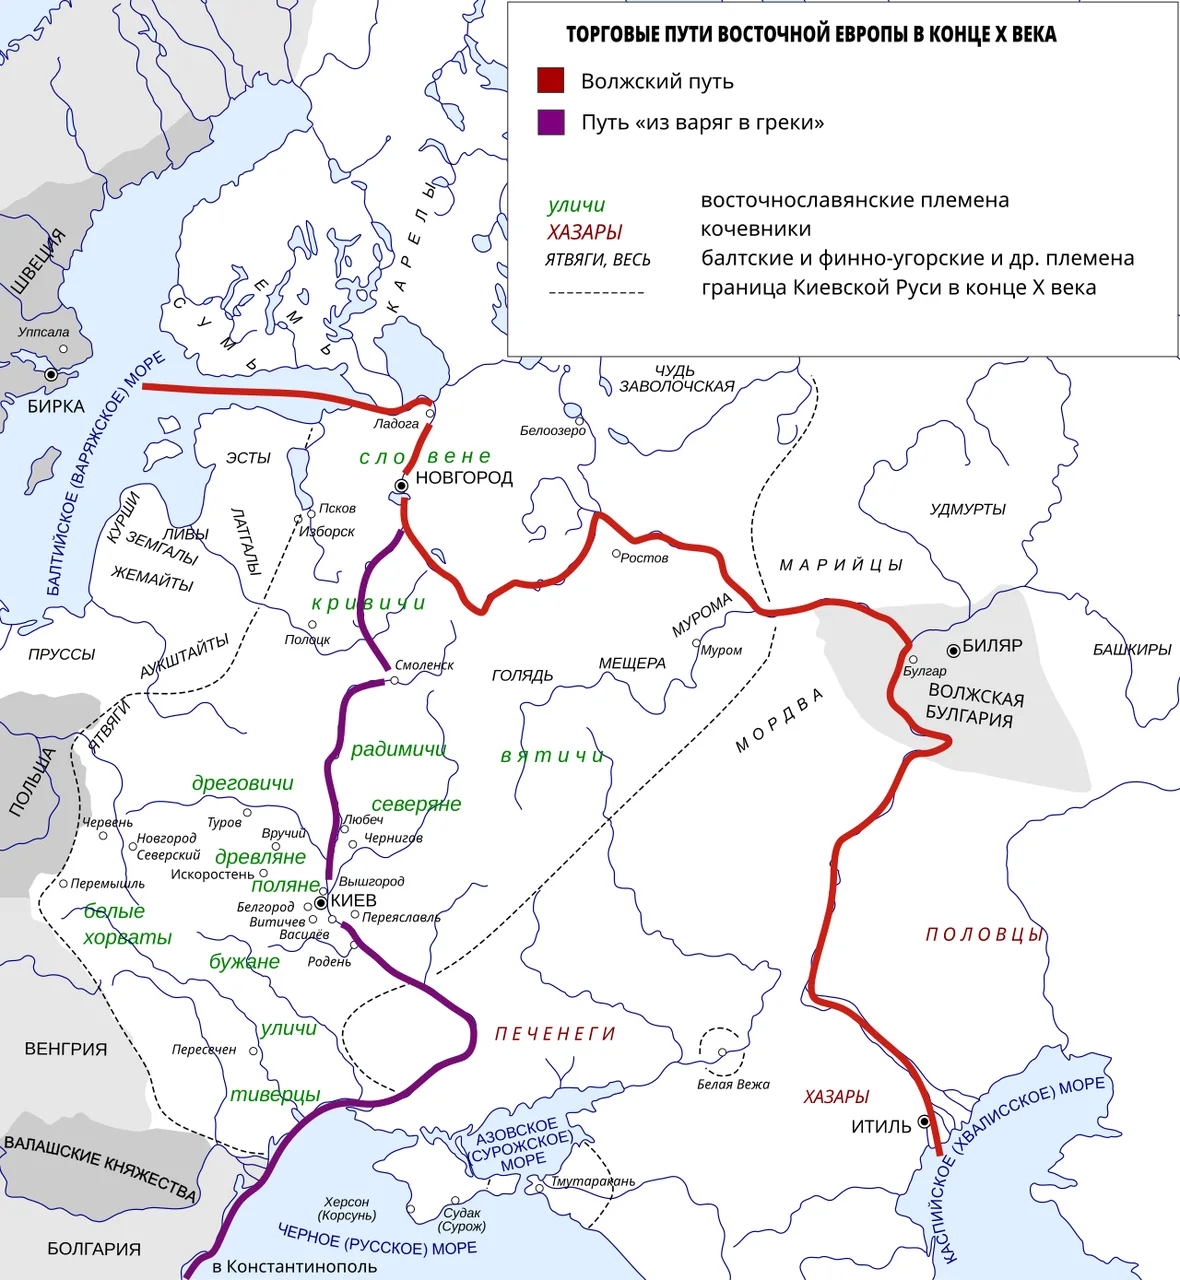 ТОРГОВЫЕ ПУТИ ВОСТОЧНОЙ ЕВРОПЫ В КОНЦЕ X ВЕКА
Волжский путь
Путь «из варяг в греки»
уличи
восточнославянские племена
ХАЗАРЫ
кочевники
ЯТВЯГИ, ВЕСЬ
балтские и финно-угорские и др. племена
граница Киевской Руси в конце X века
ШВЕЦИЯ
Уппсала
БИРКА
БАЛТИЙСКОЕ (ВАРЯЖСКОЕ) МОРЕ
СУМЬ
ЕМЬ
КАРЕЛЫ
ЧУДЬ
ЗАВОЛОЧСКАЯ
Ладога
Белоозеро
словене
НОВГОРОД
ЭСТЫ
Псков
Изборск
КУРШИ
ЛИВЫ
ЗЕМГАЛЫ
ЛАТГАЛЫ
ЖЕМАЙТЫ
УДМУРТЫ
Ростов
МАРИЙЦЫ
кривичи
Полоцк
МУРОМА
Муром
ПРУССЫ
АУКШТАЙТЫ
Смоленск
ГОЛЯДЬ
МЕЩЕРА
БИЛЯР
Булгар
БАШКИРЫ
ВОЛЖСКАЯ
БУЛГАРИЯ
МОРДВА
ЯТВЯГИ
ПОЛЬША
радимичи
вятичи
дреговичи
северяне
Червень
Туров
Любеч
Новгород
Северский
Вручий
Чернигов
древляне
Искоростень
поляне
Вышгород
Перемышль
КИЕВ
Белгород
Витичев
Переяславль
Василёв
белые
хорваты
бужане
Родень
ПОЛОВЦЫ
уличи
ПЕЧЕНЕГИ
ВЕНГРИЯ
Пересечен
Белая Вежа
тиверцы
ХАЗАРЫ
ИТИЛЬ
КАСПИЙСКОЕ (ХВАЛИССКОЕ) МОРЕ
АЗОВСКОЕ
(СУРОЖСКОЕ)
МОРЕ
ВАЛАШСКИЕ КНЯЖЕСТВА
Тмутаракань
Херсон
(Корсунь)
Судак
(Сурож)
БОЛГАРИЯ
ЧЕРНОЕ (РУССКОЕ) МОРЕ
в Константинополь